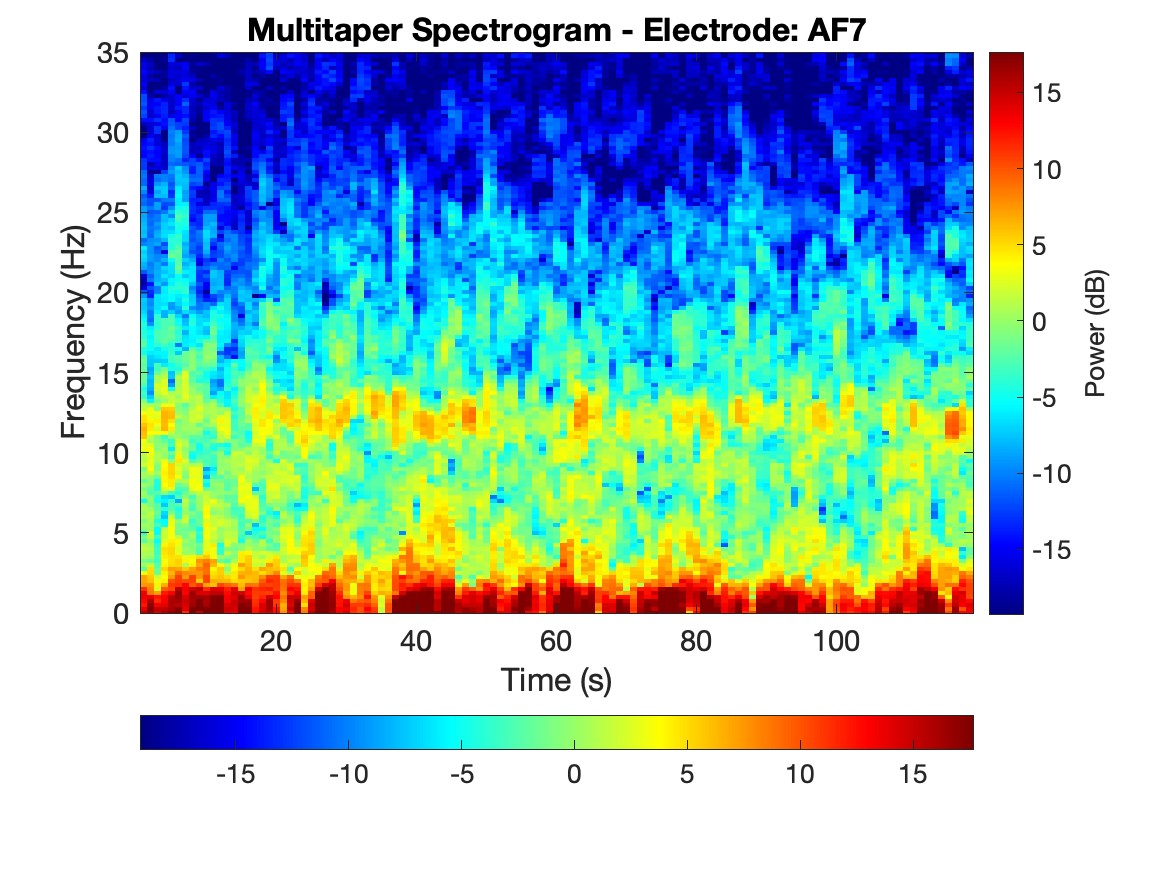 Multitaper Spectrogram - Electrode: AF7
35
30
25
20
15
10
5
0
Frequency (Hz)
20 40 60 80 100
Time (s)
15
10
5
0
-5
-10
-15
Power (dB)
-15 -10 -5 0 5 10 15